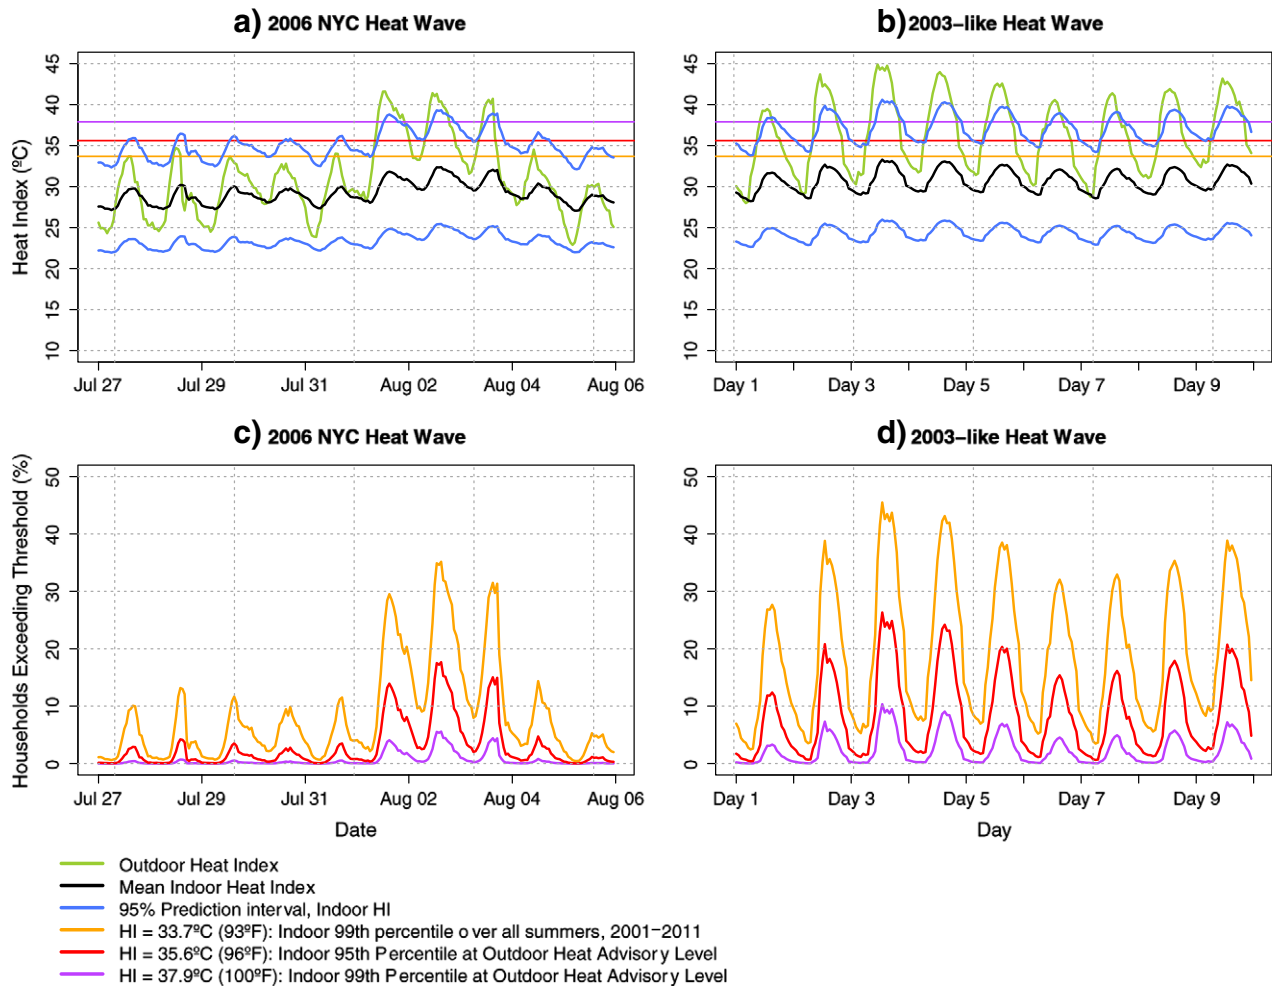 a) 2006 NYC Heat Wave
b) 2003−like Heat Wave
Heat Index (ºC)
45
40
35
30
25
20
15
10
Jul 27 Jul 29 Jul 31 Aug 02 Aug 04 Aug 06
45
40
35
30
25
20
15
10
Day 1 Day 3 Day 5 Day 7 Day 9
c) 2006 NYC Heat Wave
d) 2003−like Heat Wave
Households Exceeding Threshold (%)
50
40
30
20
10
0
Jul 27 Jul 29 Jul 31 Aug 02 Aug 04 Aug 06
Date
50
40
30
20
10
0
Day 1 Day 3 Day 5 Day 7 Day 9
Day
Outdoor Heat Index
Mean Indoor Heat Index
95% Prediction interval, Indoor HI
HI = 33.7ºC (93ºF): Indoor 99th percentile over all summers, 2001−2011
HI = 35.6ºC (96ºF): Indoor 95th Percentile at Outdoor Heat Advisory Level
HI = 37.9ºC (100ºF): Indoor 99th Percentile at Outdoor Heat Advisory Level